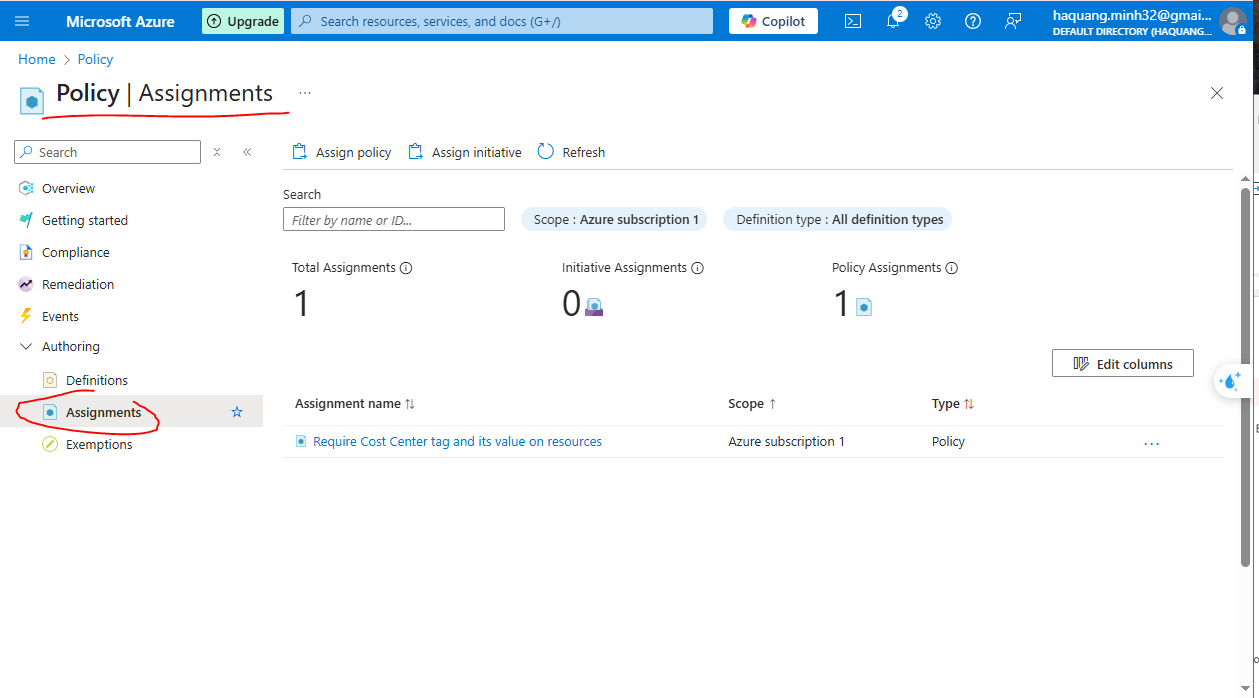 Microsoft Azure
Upgrade
Search resources, services, and docs (G+/)
Copilot
2
haquang.minh32@gmai...
DEFAULT DIRECTORY (HAQUANG....
Home > Policy
Policy | Assignments ...
Search
Overview
Getting started
Compliance
Remediation
Events
Authoring
Definitions
Assignments
Exemptions
Assign policy
Assign initiative
Refresh
Search
Filter by name or ID...
Scope : Azure subscription 1
Definition type : All definition types
Total Assignments
1
Initiative Assignments
0
Policy Assignments
1
Edit columns
Assignment name Scope Type
Require Cost Center tag and its value on resources Azure subscription 1 Policy ...